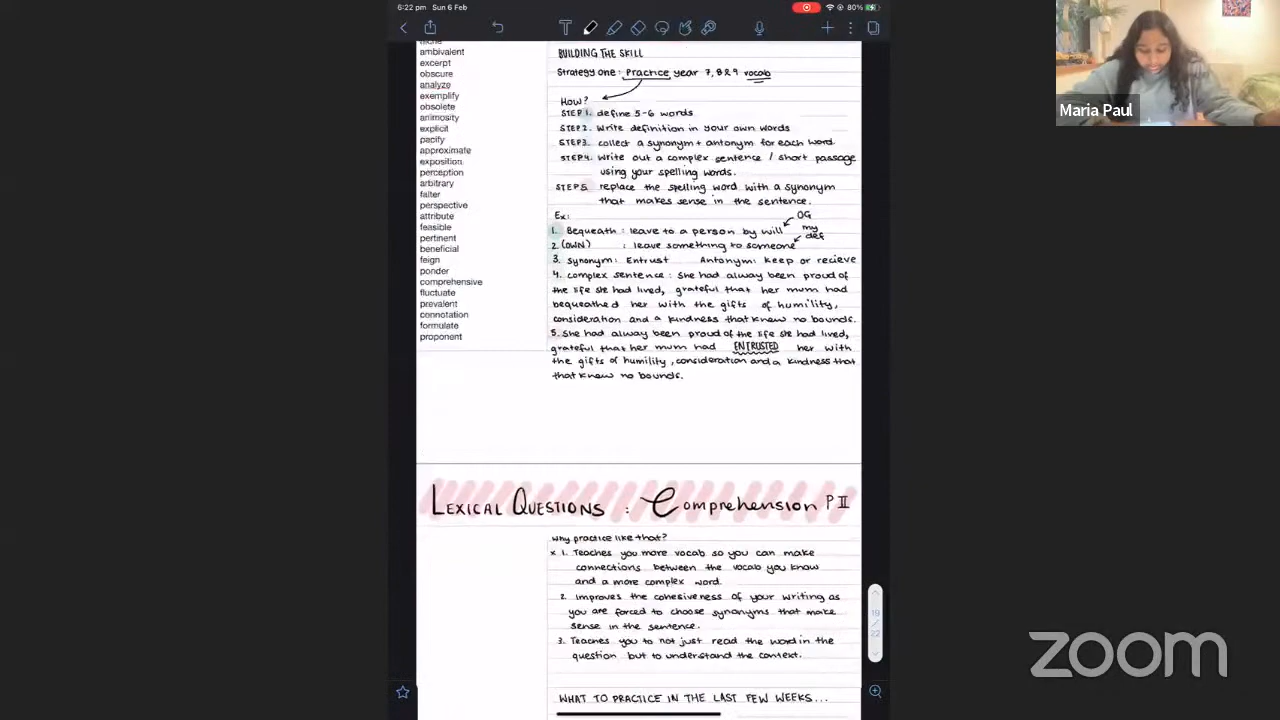 6:22 pm Sun 6 Feb
80%
Maria Paul
ambivalent
excerpt
obscure
analyze
exemplify
obsolete
animosity
explicit
pacify
approximate
exposition.
perception
arbitrary
falter
perspective
attribute
feasible
pertinent
beneficial
feign
ponder
comprehensive
fluctuate
prevalent
connotation
formulate
proponent
BUILDING THE SKILL
Strategy one: Practice year 7, 8 & 9 vocab
How?
STEP 1. define 5-6 words
STEP 2. write definition in your own words
STEP 3. collect a synonym + antonym for each word.
STEP 4. write out a complex sentence / short passage
using your spelling words.
STEP 5. replace the spelling word with a synonym
that makes sense in the sentence.
Ex:
OG
1. Bequeath : leave to a person by will
my
def
2. (OWN) : leave something to someone
3. synonym: Entrust Antonym: keep or recieve
4. complex sentence : she had alway been proud of
the life she had lived, grateful that her mum had
bequeathed her with the gifts of humility,
consideration and a kindness that knew no bounds.
5. She had alway been proud of the life she had lived,
grateful that her mum had ENTRUSTED her with
the gifts of humility, consideration and a kindness that
that knew no bounds.
LEXICAL QUESTIONS : Comprehension P II
why practice like that?
x 1. Teaches you more vocab so you can make
connections between the vocab you know
and a more complex word.
2. Improves the cohesiveness of your writing as
you are forced to choose synonyms that make
sense in the sentence.
3. Teaches you to not just read the word in the
question but to understand the context.
WHAT TO PRACTICE IN THE LAST FEW WEEKS...
19
/
22
zoom